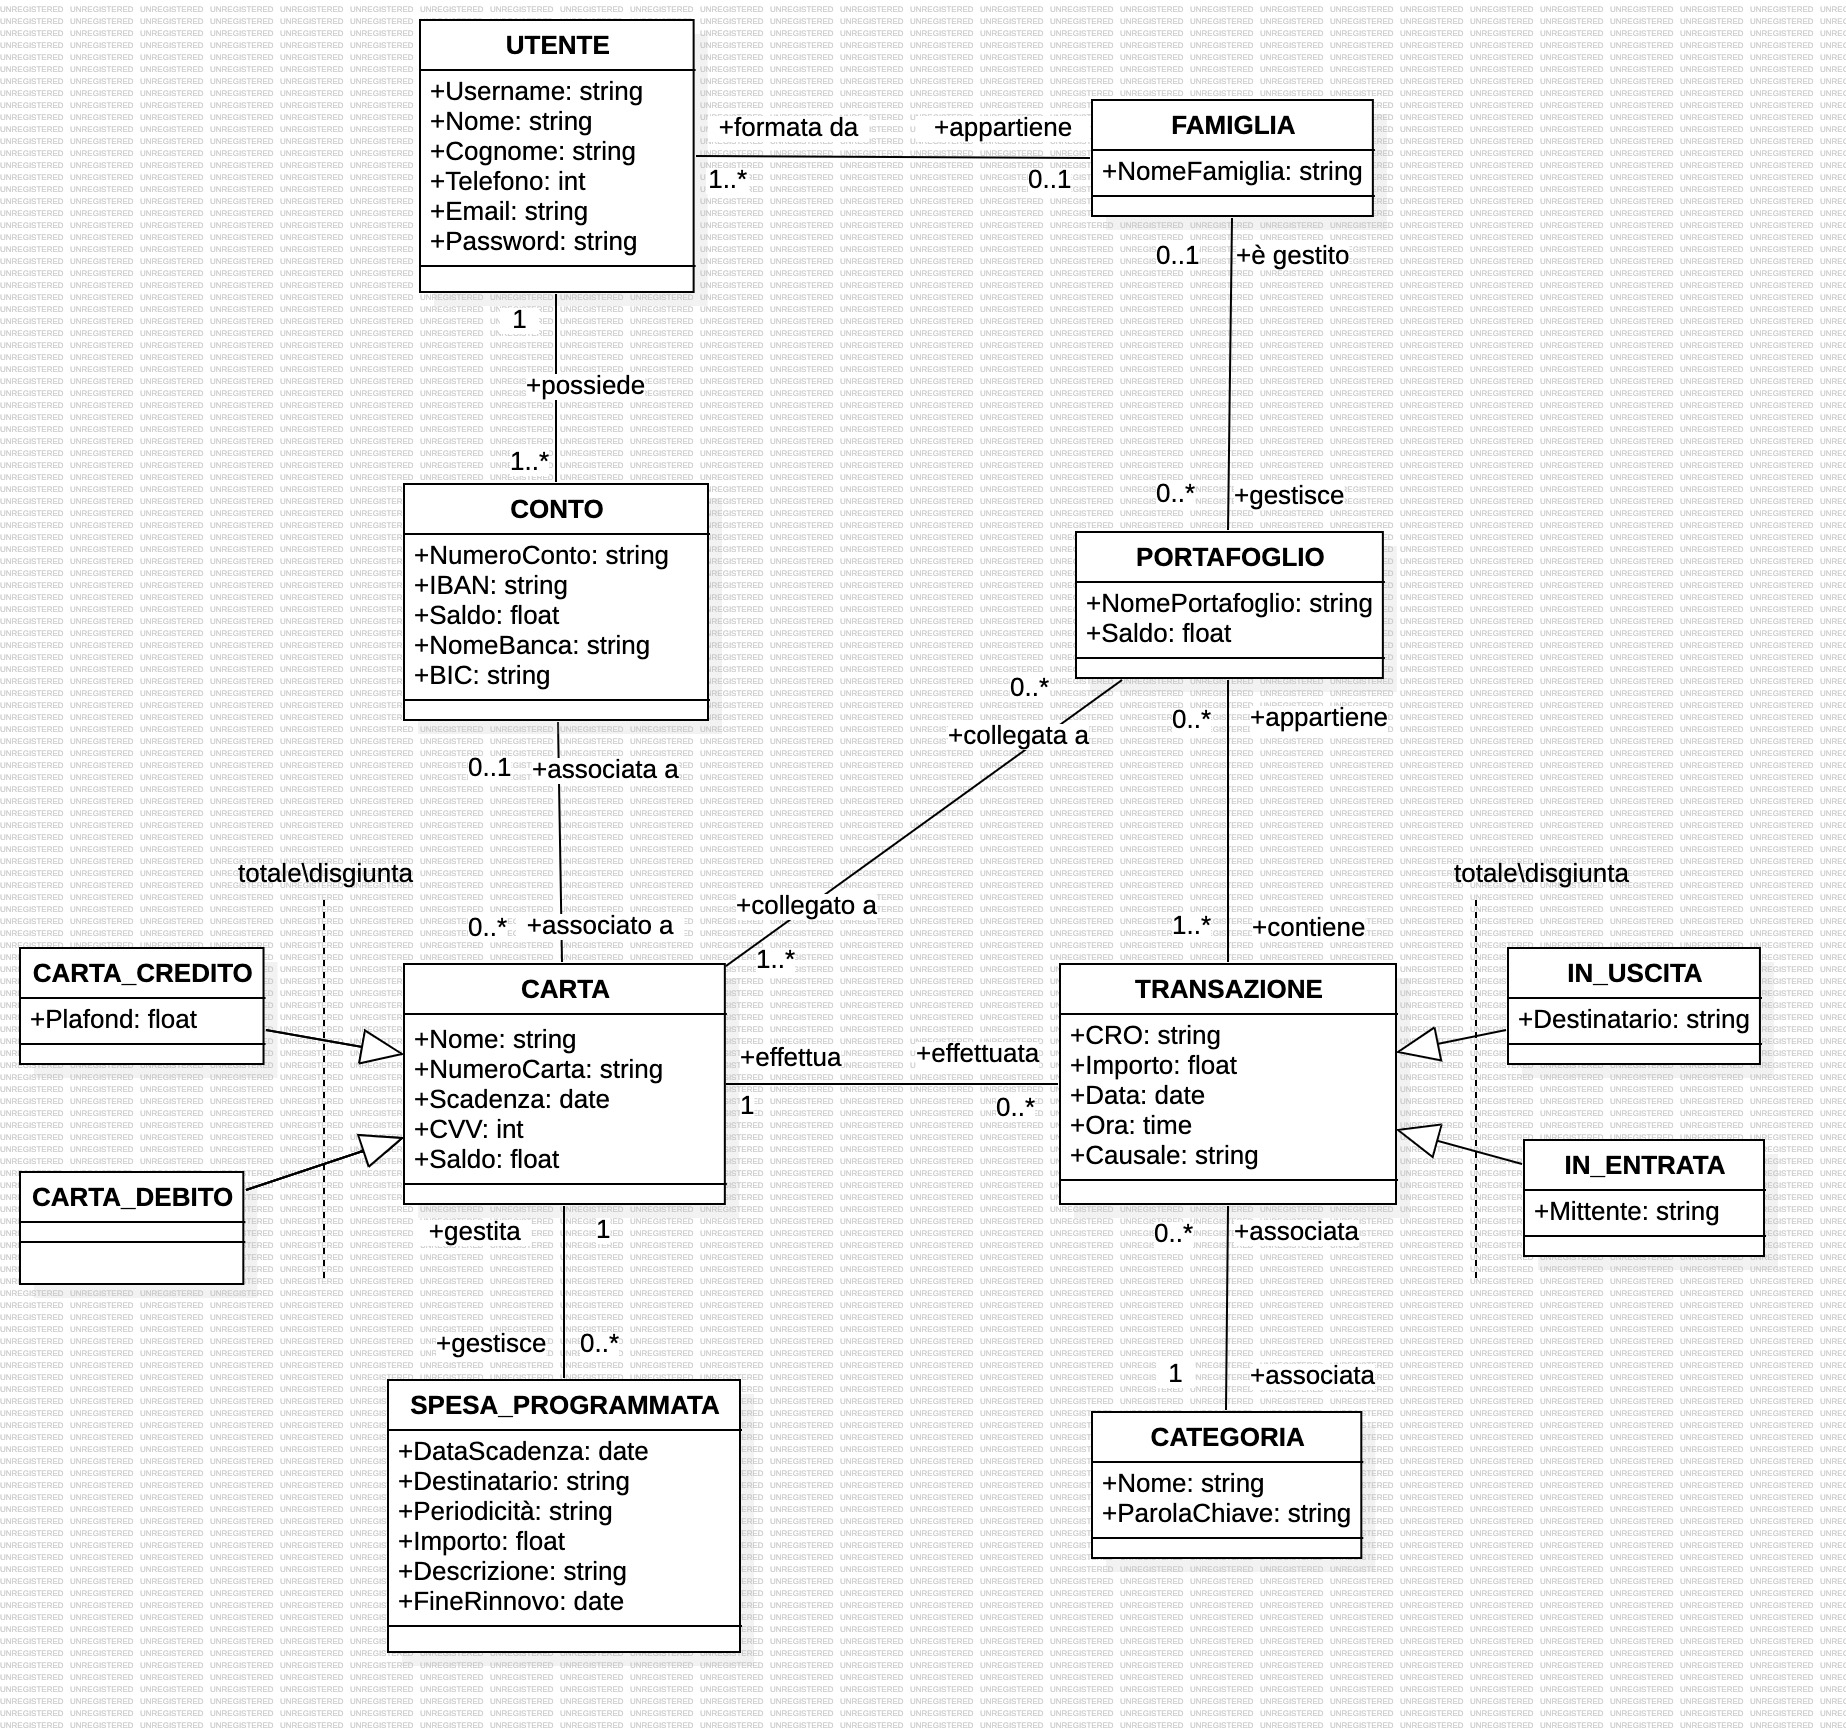 UTENTE
+Username: string
+Nome: string
+Cognome: string
+Telefono: int
+Email: string
+Password: string
+formata da
+appartiene
1..*
0..1
FAMIGLIA
+NomeFamiglia: string
0..1
+è gestito
1
+possiede
1..*
0..*
+gestisce
CONTO
+NumeroConto: string
+IBAN: string
+Saldo: float
+NomeBanca: string
+BIC: string
PORTAFOGLIO
+NomePortafoglio: string
+Saldo: float
0..*
+collegata a
0..*
+appartiene
0..1
+associata a
totale\disgiunta
totale\disgiunta
+collegato a
1..*
0..*
+associato a
1..*
+contiene
CARTA_CREDITO
+Plafond: float
CARTA_DEBITO
CARTA
+Nome: string
+NumeroCarta: string
+Scadenza: date
+CVV: int
+Saldo: float
+effettua
+effettuata
1
0..*
TRANSAZIONE
+CRO: string
+Importo: float
+Data: date
+Ora: time
+Causale: string
IN_USCITA
+Destinatario: string
IN_ENTRATA
+Mittente: string
+gestita
1
0..*
+associata
+gestisce
0..*
1
+associata
SPESA_PROGRAMMATA
+DataScadenza: date
+Destinatario: string
+Periodicità: string
+Importo: float
+Descrizione: string
+FineRinnovo: date
CATEGORIA
+Nome: string
+ParolaChiave: string
UNREGISTERED